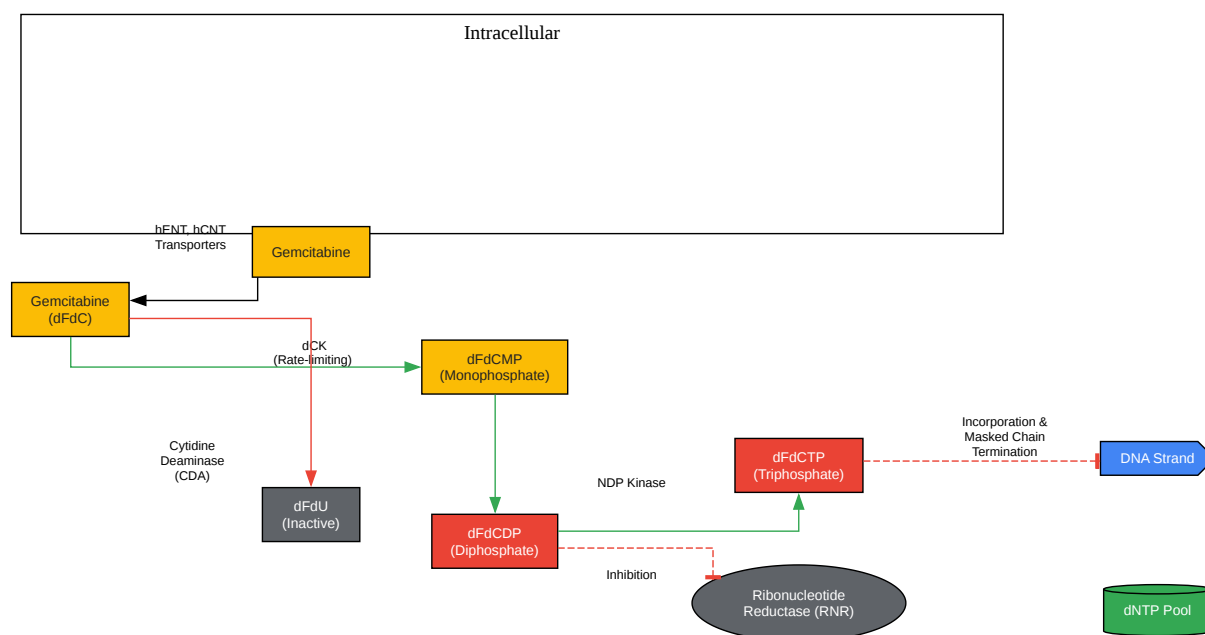 Intracellular
hENT, hCNT
Transporters
Gemcitabine
Gemcitabine
(dFdC)
dCK
(Rate-limiting)
dFdCMP
(Monophosphate)
Cytidine
Deaminase
(CDA)
dFdU
(Inactive)
NDP Kinase
dFdCDP
(Diphosphate)
Inhibition
dFdCTP
(Triphosphate)
Incorporation &
Masked Chain
Termination
DNA Strand
Ribonucleotide
Reductase (RNR)
dNTP Pool